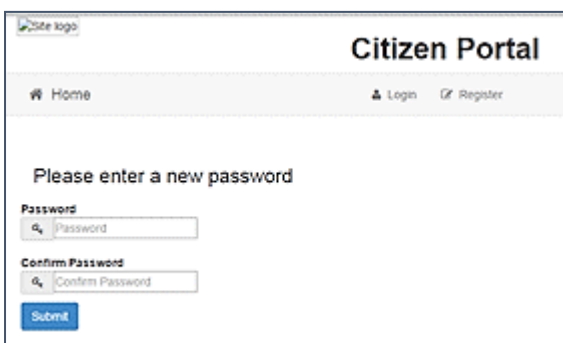 Site logo
Citizen Portal
Home Login Register
Please enter a new password
Password
Password
Confirm Password
Confirm Password
Submit